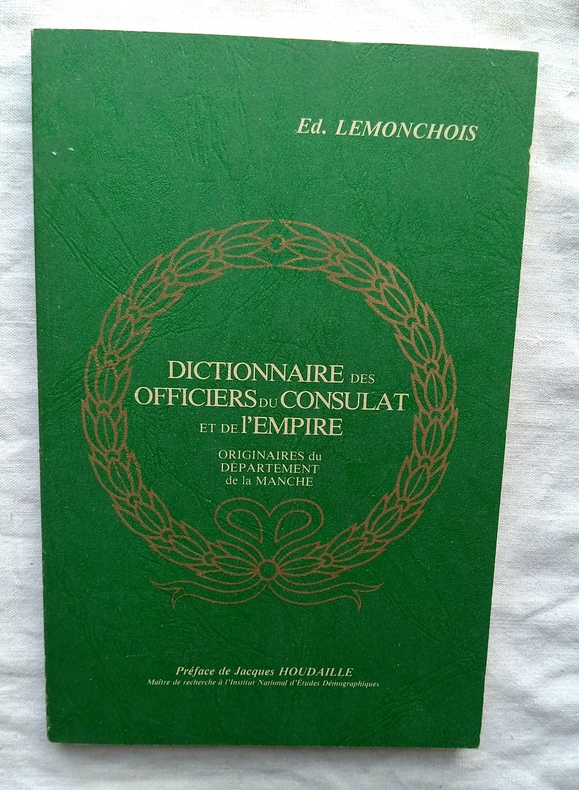 Ed. LEMONCHOIS
DICTIONNAIRE DES
OFFICIERS DU CONSULAT
ET DE l'EMPIRE
ORIGINAIRES du
DÉPARTEMENT
de la MANCHE
Préface de Jacques HOUDAILLE
Maître de recherche à l'Institut National d'Études Démographiques